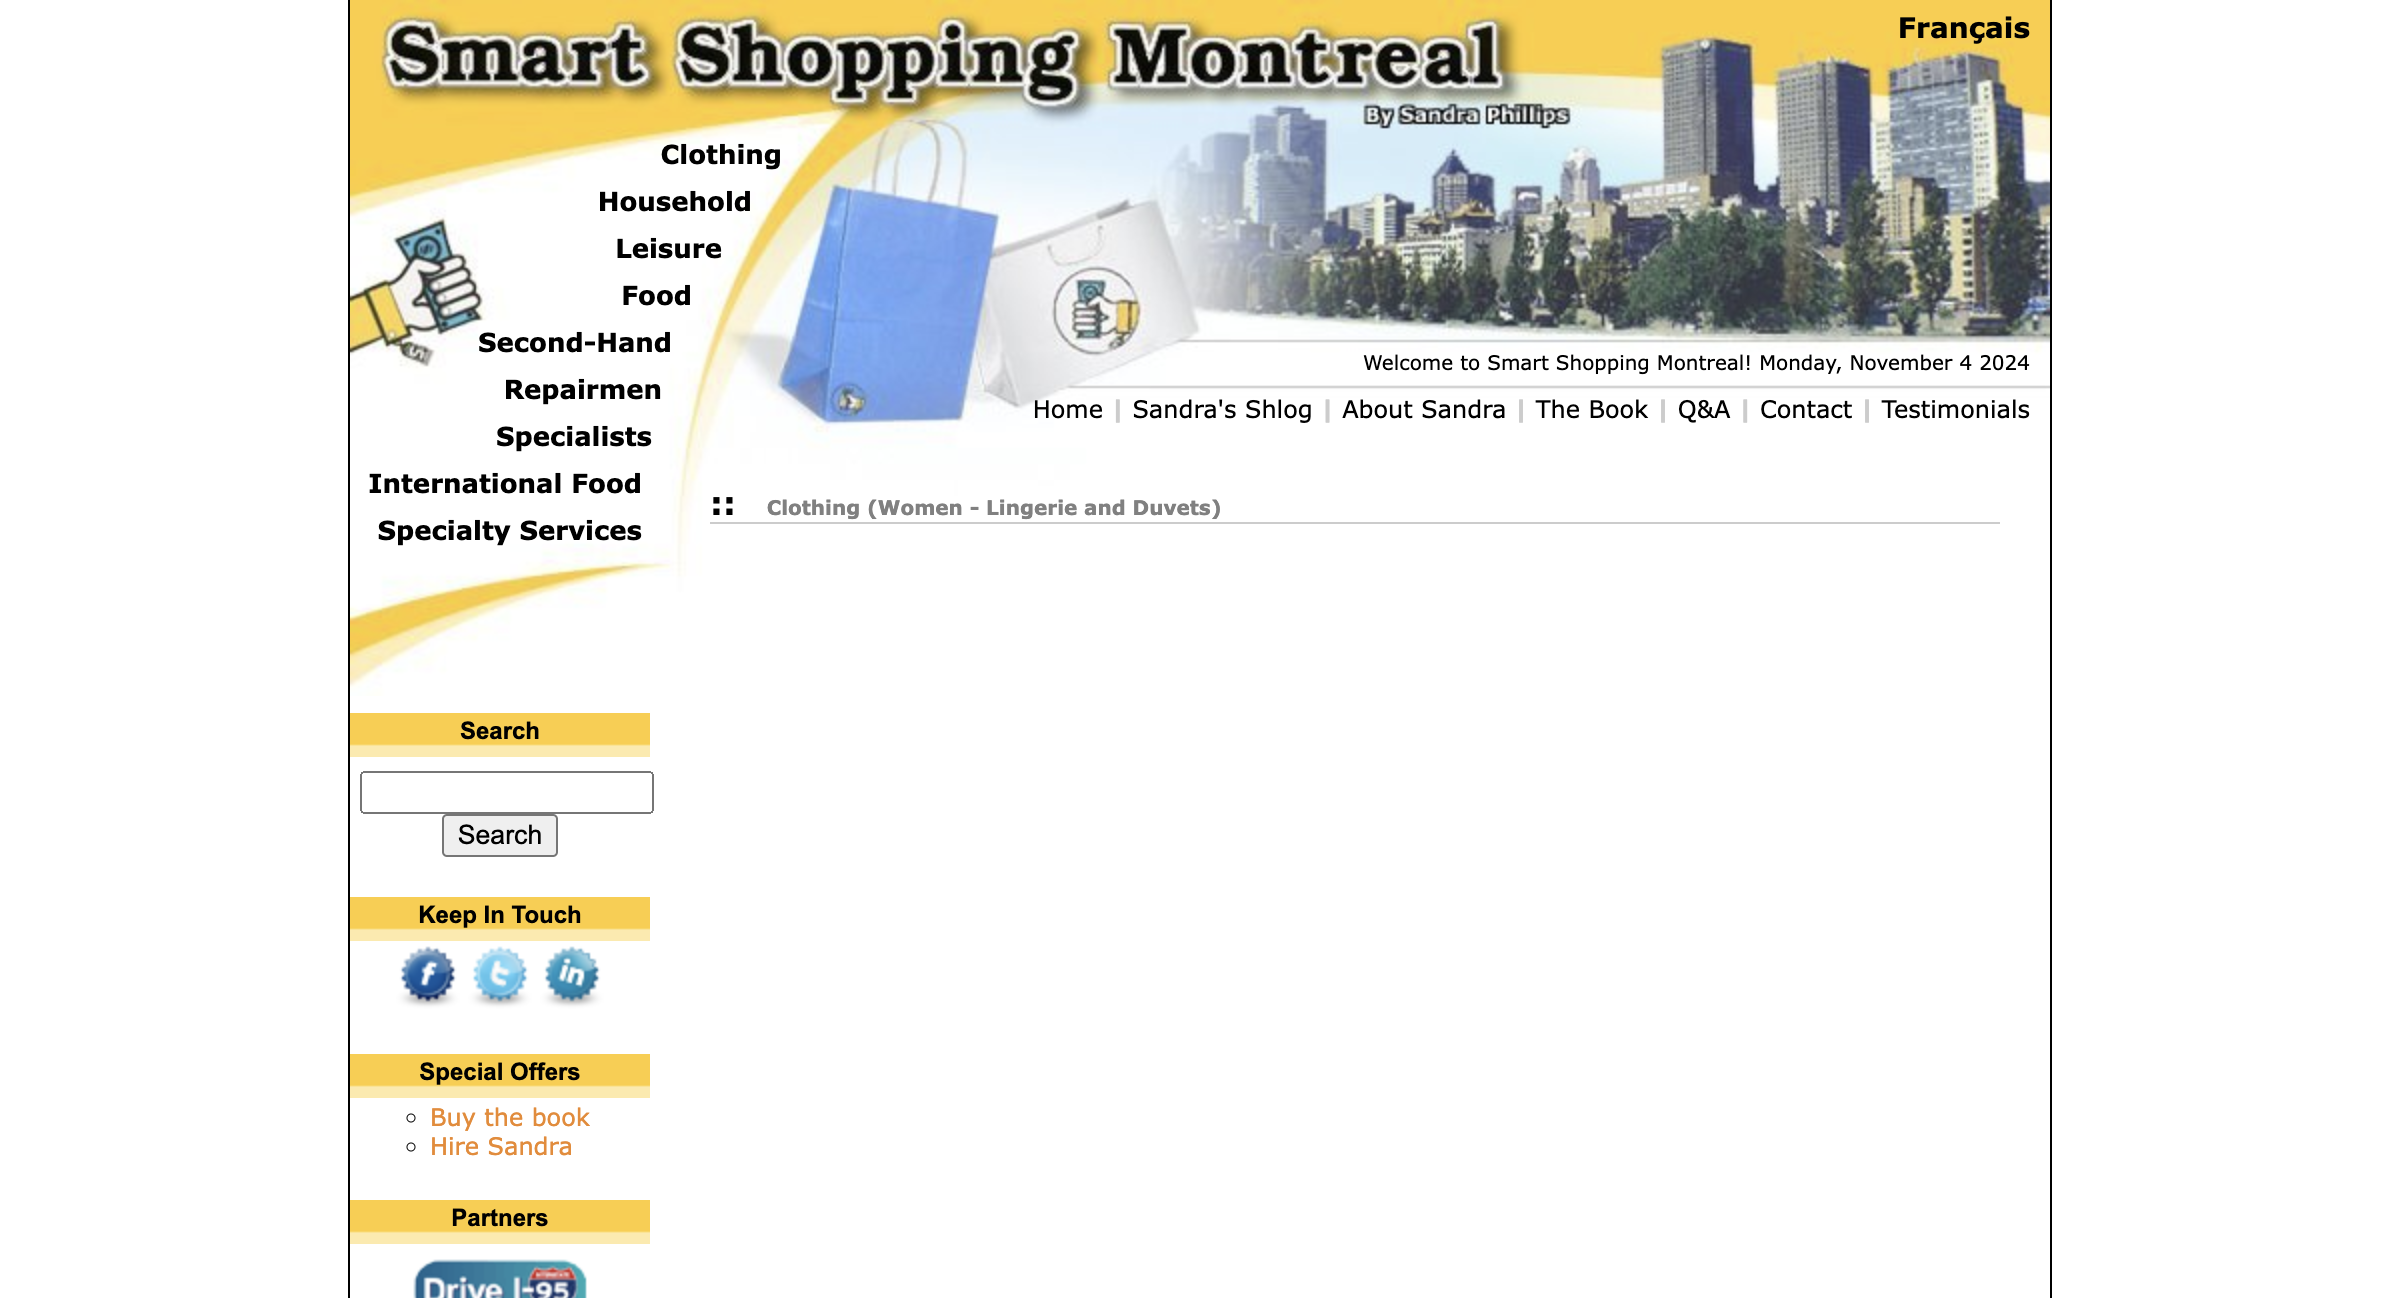 Smart Shopping Montreal
Français
By Sandra Phillips
Clothing
Household
Leisure
Food
Second-Hand
Repairmen
Specialists
International Food
Specialty Services
Welcome to Smart Shopping Montreal! Monday, November 4 2024
Home | Sandra's Shlog | About Sandra | The Book | Q&A | Contact | Testimonials
:: Clothing (Women - Lingerie and Duvets)
Search
Search
Keep In Touch
f t in
Special Offers
Buy the book
Hire Sandra
Partners
Drive I-95